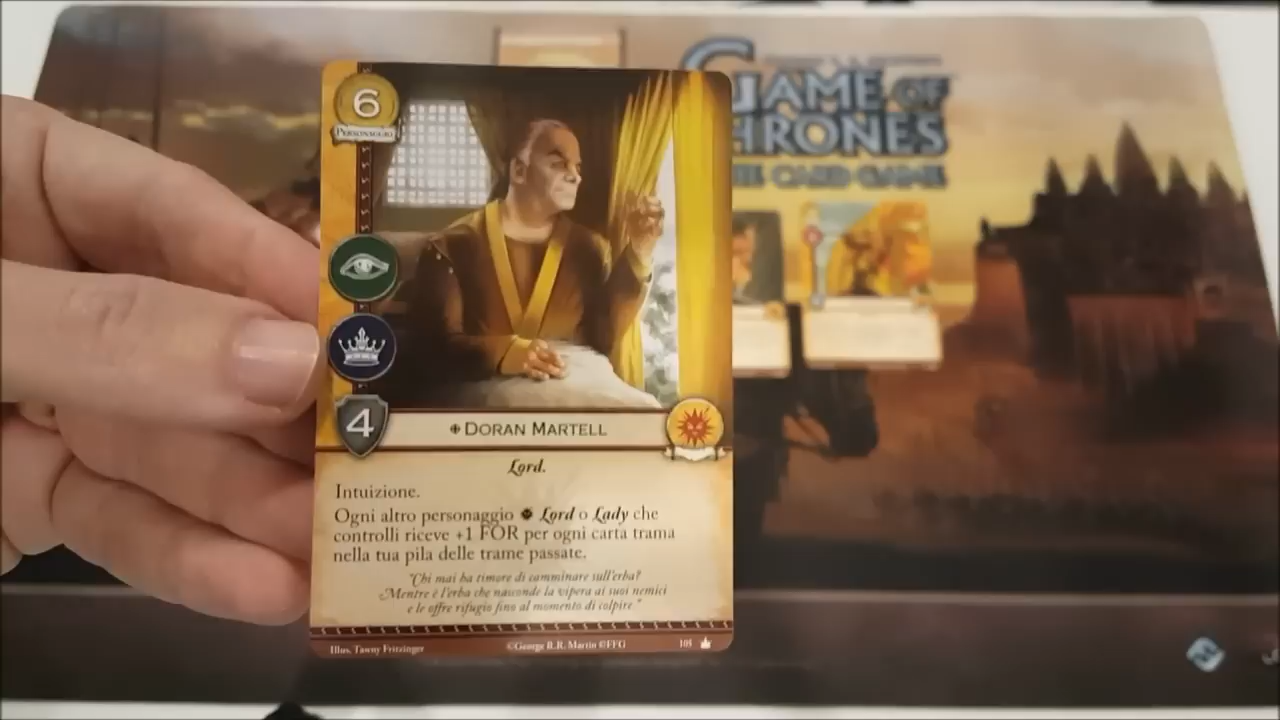 GAME OF
THRONES
THE CARD GAME
6
PERSONAGGIO
4
DORAN MARTELL
Lord.
Intuizione.
Ogni altro personaggio Lord o Lady che
controlli riceve +1 FOR per ogni carta trama
nella tua pila delle trame passate.
"Chi mai ha timore di camminare sull'erba?
Mentre è l'erba che nasconde la vipera ai suoi nemici
e le offre rifugio fino al momento di colpire."
Illus. Tawny Fritzinger
©George R.R. Martin ©FFG
105